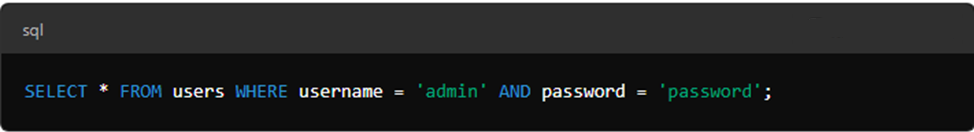 sql
SELECT * FROM users WHERE username = 'admin' AND password = 'password';